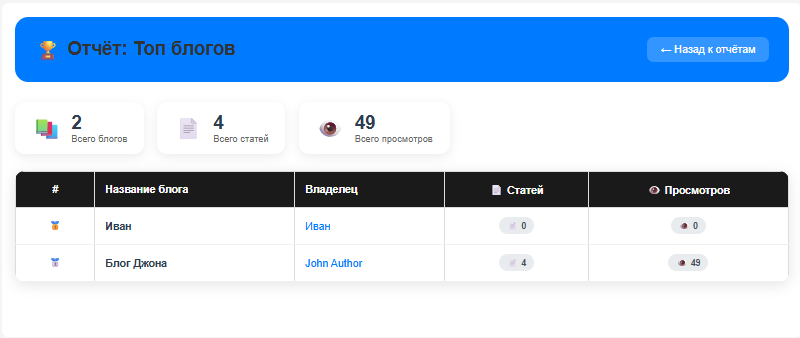 Отчёт: Топ блогов
← Назад к отчётам
2
Всего блогов
4
Всего статей
49
Всего просмотров
# Название блога Владелец Статей Просмотров
Иван Иван 0 0
Блог Джона John Author 4 49